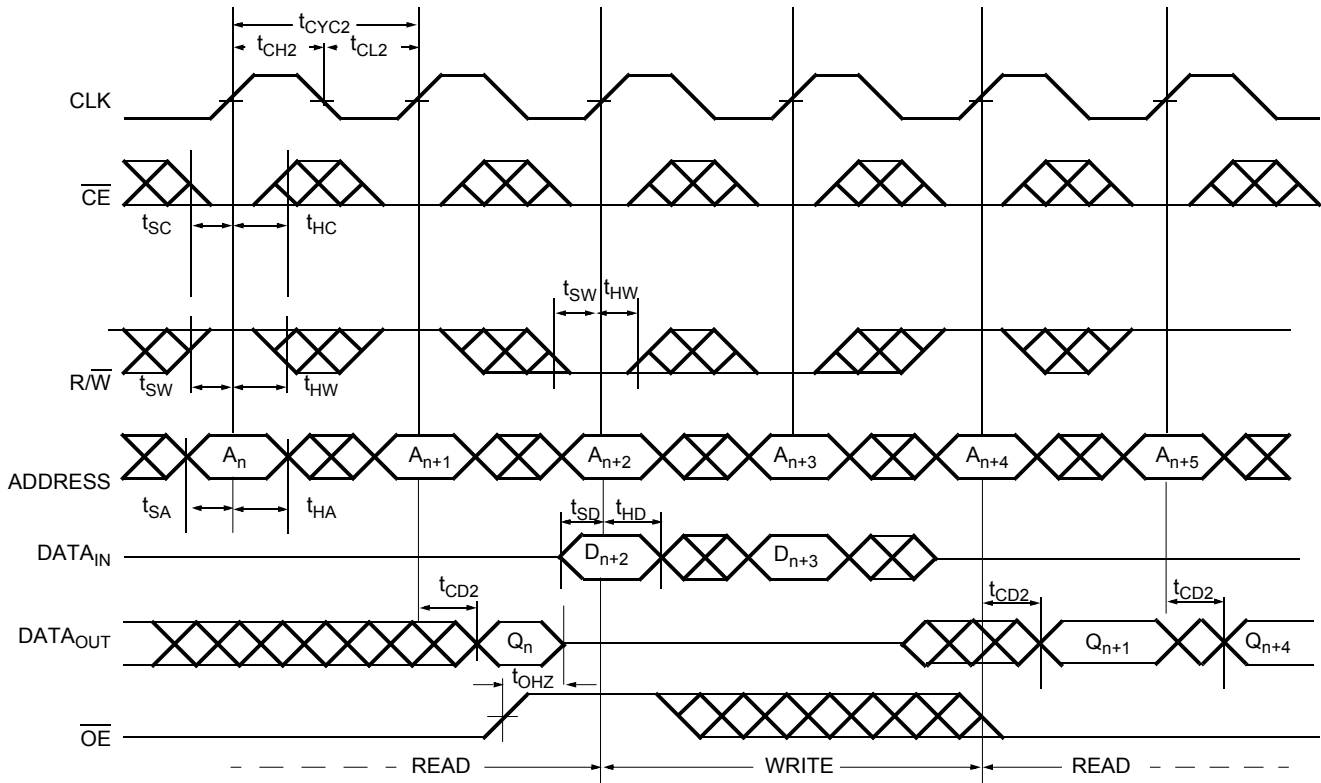 tCYC2
tCH2 tCL2
CLK
CE
tSC tHC
tSW tHW
R/W
tSW tHW
An An+1 An+2 An+3 An+4 An+5
ADDRESS
tSA tHA
tSD tHD
DATAIN
Dn+2 Dn+3
tCD2 tCD2 tCD2
DATAOUT
Qn Qn+1 Qn+4
tOHZ
OE
READ WRITE READ